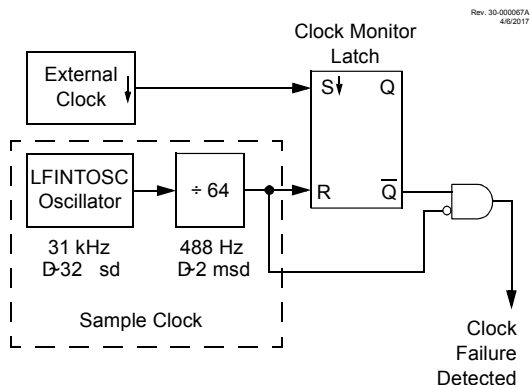 Rev. 30-000067A
4/6/2017
Clock Monitor
Latch
External
Clock
S
Q
LFINTOSC
Oscillator
÷ 64
R
Q
31 kHz
488 Hz
Sample Clock
Clock
Failure
Detected